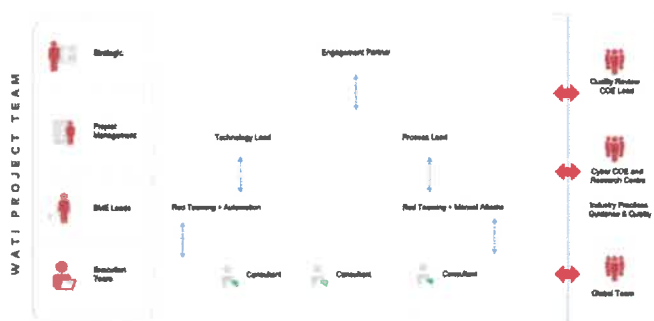 WATI PROJECT TEAM
Strategic
Engagement Partner
Quality Review
COE Lead
Project
Management
Technology Lead
Process Lead
Cyber COE and
Research Centre
SME Leads
Red Teaming + Automation
Red Teaming + Manual Attacks
Industry Practices
Guidance & Quality
Execution
Team
Consultant
Consultant
Consultant
Global Team